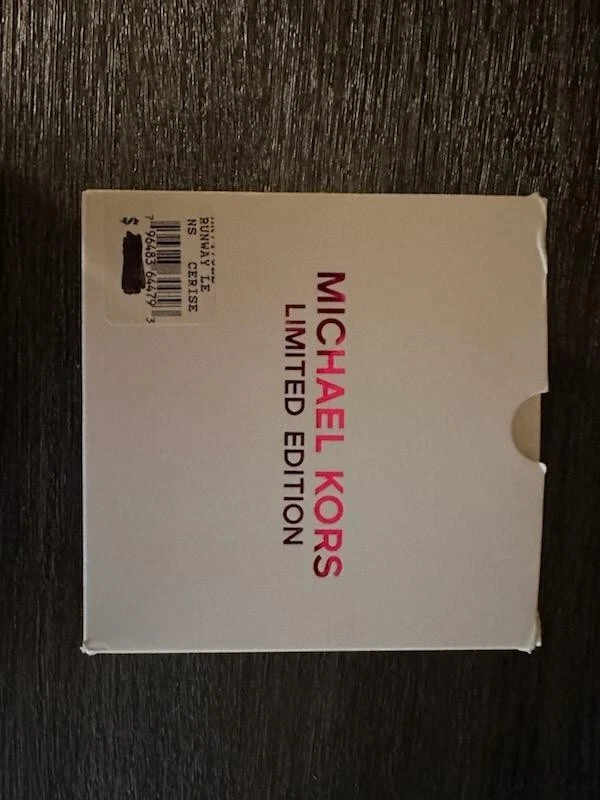 MICHAEL KORS
LIMITED EDITION
RUNWAY LE
NS CERISE
7 96483 64479 3
$